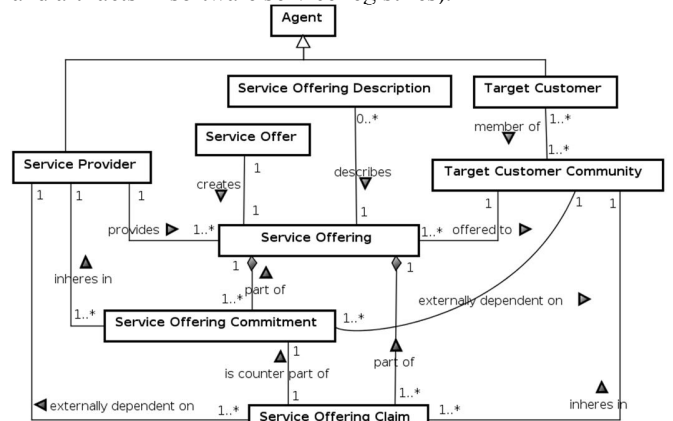 Agent
Service Offering Description
Target Customer
0..*
1..*
member of
Service Offer
1..*
Service Provider
1
describes
Target Customer Community
creates
1 1 1
1
1
1 1 1
provides
1..*
Service Offering
1..*
offered to
1
1
part of
inheres in
1..*
externally dependent on
1..*
Service Offering Commitment
1..*
1
is counter part of
part of
1
1..*
externally dependent on
1..*
1..*
inheres in
Service Offering Claim